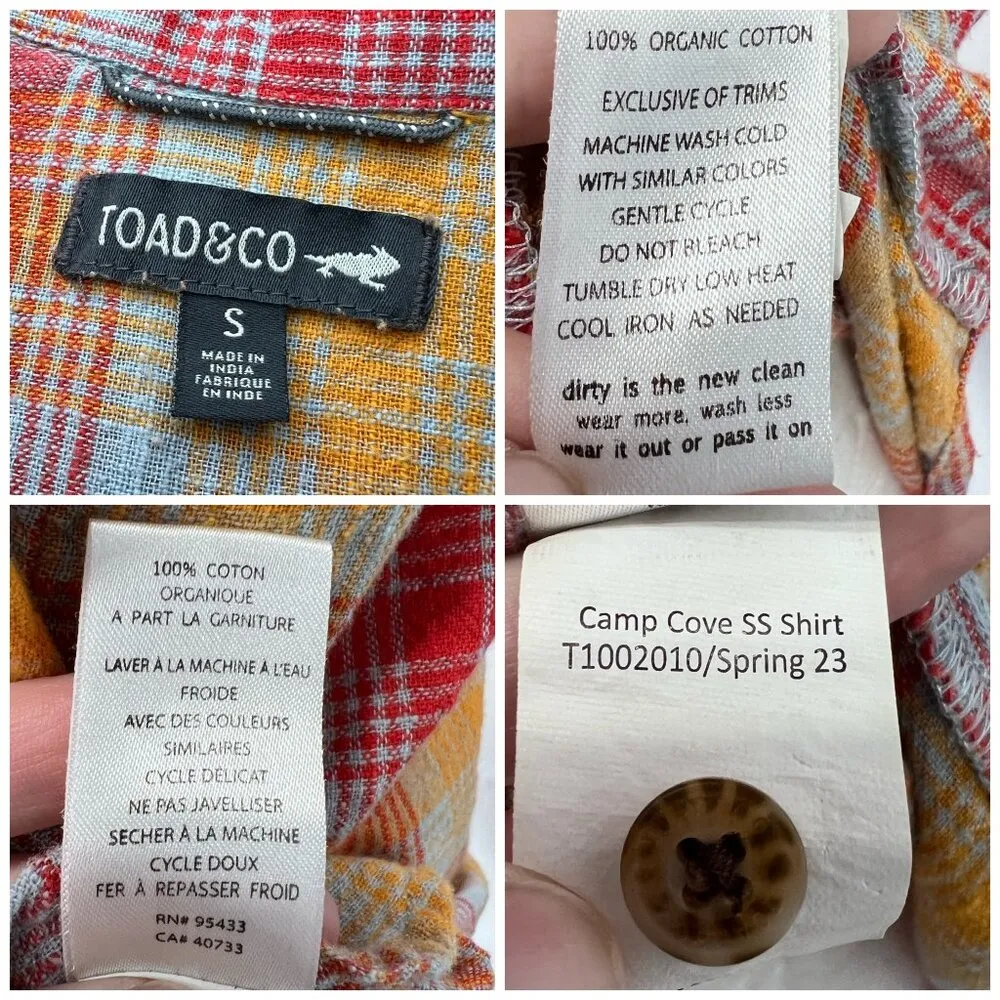 TOAD&CO
S
MADE IN
INDIA
FABRIQUE
EN INDE
100% ORGANIC COTTON
EXCLUSIVE OF TRIMS
MACHINE WASH COLD
WITH SIMILAR COLORS
GENTLE CYCLE
DO NOT BLEACH
TUMBLE DRY LOW HEAT
COOL IRON AS NEEDED
dirty is the new clean
wear more, wash less
wear it out or pass it on
100% COTON
ORGANIQUE
A PART LA GARNITURE
LAVER À LA MACHINE À L'EAU
FROIDE
AVEC DES COULEURS
SIMILAIRES
CYCLE DÉLICAT
NE PAS JAVELLISER
SECHER À LA MACHINE
CYCLE DOUX
FER À REPASSER FROID
RN# 95433
CA# 40733
Camp Cove SS Shirt
T1002010/Spring 23